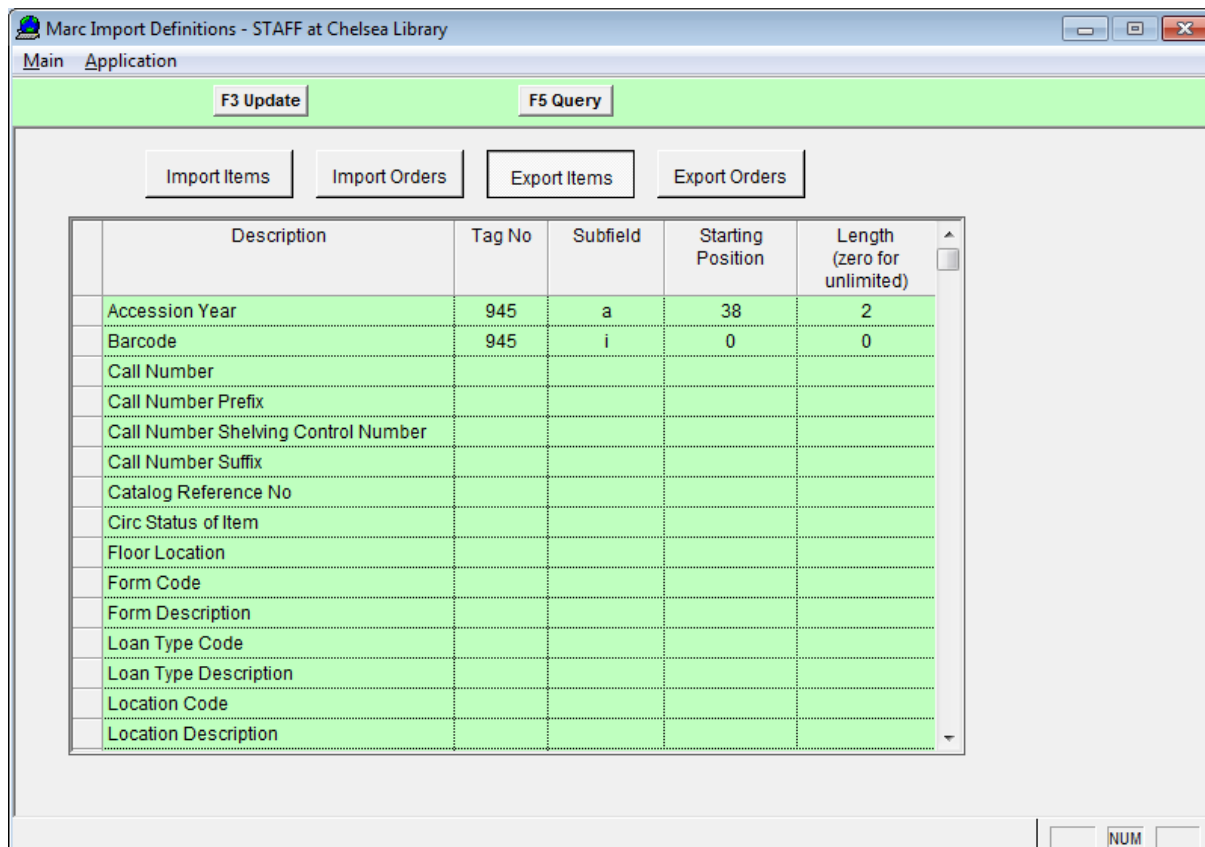 Marc Import Definitions - STAFF at Chelsea Library
Main Application
F3 Update F5 Query
Import Items Import Orders Export Items Export Orders
Description Tag No Subfield Starting Position Length (zero for unlimited)
Accession Year 945 a 38 2
Barcode 945 i 0 0
Call Number
Call Number Prefix
Call Number Shelving Control Number
Call Number Suffix
Catalog Reference No
Circ Status of Item
Floor Location
Form Code
Form Description
Loan Type Code
Loan Type Description
Location Code
Location Description
NUM